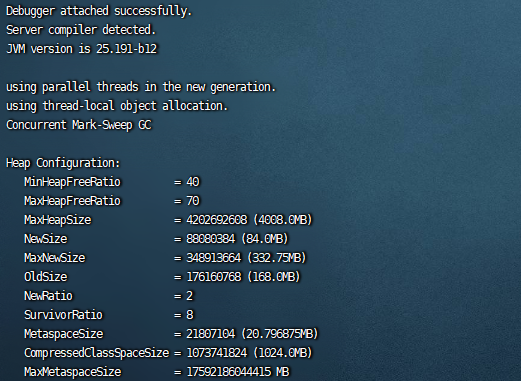 Debugger attached successfully.
Server compiler detected.
JVM version is 25.191-b12
using parallel threads in the new generation.
using thread-local object allocation.
Concurrent Mark-Sweep GC
Heap Configuration:
MinHeapFreeRatio = 40
MaxHeapFreeRatio = 70
MaxHeapSize = 4202692608 (4008.0MB)
NewSize = 88080384 (84.0MB)
MaxNewSize = 348913664 (332.75MB)
OldSize = 176160768 (168.0MB)
NewRatio = 2
SurvivorRatio = 8
MetaspaceSize = 21807104 (20.796875MB)
CompressedClassSpaceSize = 1073741824 (1024.0MB)
MaxMetaspaceSize = 17592186044415 MB